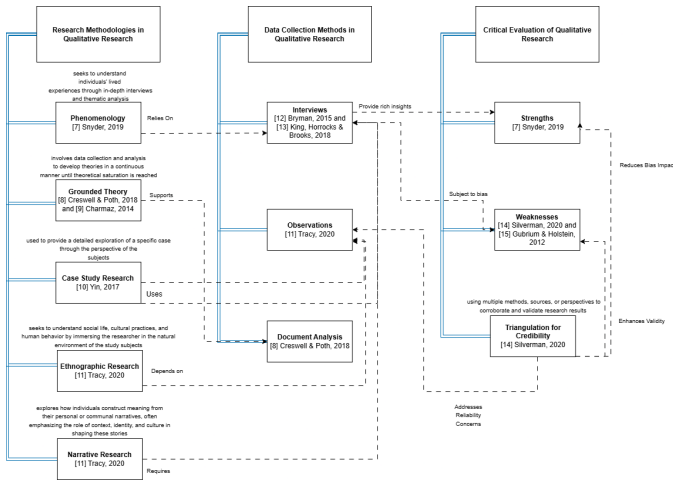 Research Methodologies in
Qualitative Research
Data Collection Methods in
Qualitative Research
Critical Evaluation of Qualitative
Research
seeks to understand
individuals' lived
experiences through in-depth interviews
and thematic analysis
Phenomenology
[7] Snyder, 2019
Relies On
Interviews
[12] Bryman, 2015 and
[13] King, Horrocks &
Brooks, 2018
Provide rich insights
Strengths
[7] Snyder, 2019
Reduces Bias Impact
involves data collection and analysis
to develop theories in a continuous
manner until theoretical saturation is reached
Grounded Theory
[8] Creswell & Poth, 2018
and [9] Charmaz, 2014
Supports
Subject to bias
Observations
[11] Tracy, 2020
Weaknesses
[14] Silverman, 2020 and
[15] Gubrium & Holstein,
2012
used to provide a detailed exploration of a specific case
through the perspective of the
subjects
Case Study Research
[10] Yin, 2017
Uses
using multiple methods, sources, or perspectives to
corroborate and validate research results
Triangulation for
Credibility
[14] Silverman, 2020
Enhances Validity
Document Analysis
[8] Creswell & Poth, 2018
seeks to understand social life, cultural practices, and
human behavior by immersing the researcher in the natural
environment of the study subjects
Ethnographic Research
[11] Tracy, 2020
Depends on
Addresses
Reliability
Concerns
explores how individuals construct meaning from
their personal or communal narratives, often
emphasizing the role of context, identity, and culture in
shaping these stories
Narrative Research
[11] Tracy, 2020
Requires